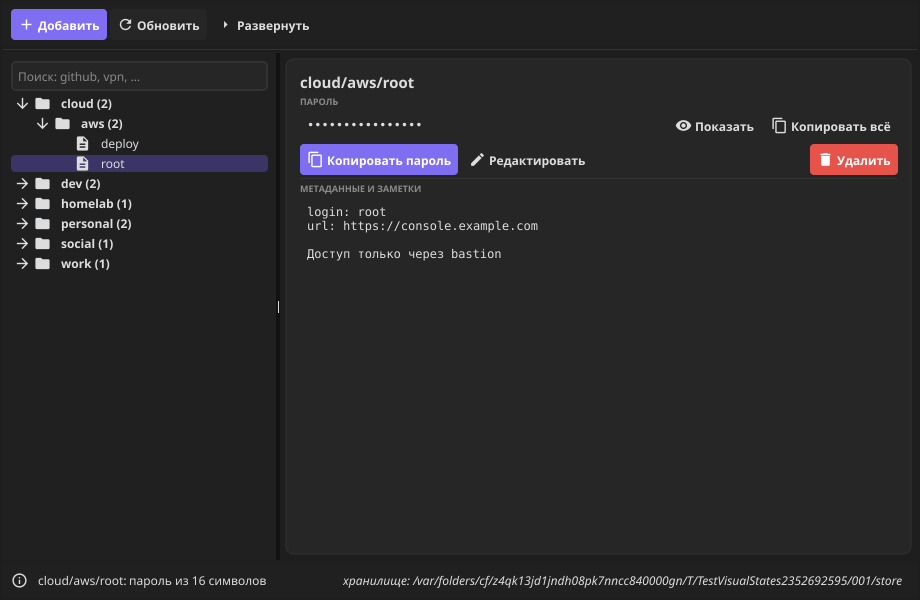 Добавить
Обновить
Развернуть
Поиск: github, vpn, ...
cloud (2)
aws (2)
deploy
root
dev (2)
homelab (1)
personal (2)
social (1)
work (1)
cloud/aws/root
ПАРОЛЬ
••••••••••••••••
Показать
Копировать всё
Копировать пароль
Редактировать
Удалить
МЕТАДАННЫЕ И ЗАМЕТКИ
login: root
url: https://console.example.com
Доступ только через bastion
cloud/aws/root: пароль из 16 символов
хранилище: /var/folders/cf/z4qk13jd1jndh08pk7nncc840000gn/T/TestVisualStates2352692595/001/store